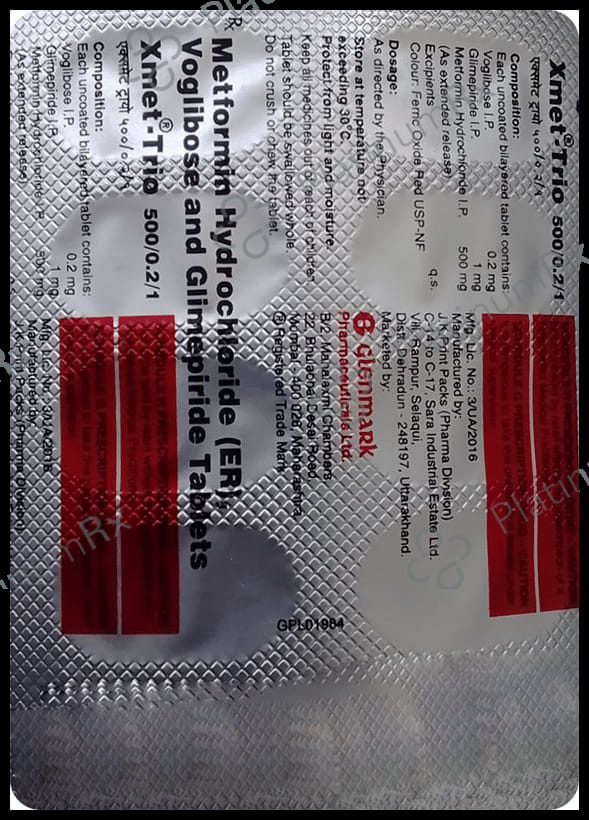 Xmet®-Trio 500/0.2/1
एक्समेट ट्रायो ५००/०.२/१
Composition:
Each uncoated bilayered tablet contains:
Voglibose I.P. 0.2 mg
Glimepiride I.P. 1 mg
Metformin Hydrochloride I.P. 500 mg
(As extended release)
Excipients q.s.
Colour: Ferric Oxide Red USP-NF
Dosage:
As directed by the Physician.
Store at temperature not
exceeding 30°C.
Protect from light and moisture.
Keep all medicines out of reach of children.
Tablet should be swallowed whole.
Do not crush or chew the tablet.
Mfg. Lic. No.: 3/UA/2016
Manufactured by:
J.K Print Packs (Pharma Division)
C-14 to C-17, Sara Industrial Estate Ltd.
Vill. Rampur, Selaqui,
Distt. Dehradun - 248197, Uttarakhand.
Marketed by:
G Glenmark
Pharmaceuticals Ltd.
B/2, Mahalaxmi Chambers
22, Bhulabhai Desai Road,
Mumbai - 400 026, Maharashtra
® registered Trade Mark
GPL01984
Rx
Metformin Hydrochloride (ER),
Voglibose and Glimepiride Tablets
Xmet®-Trio 500/0.2/1
एक्समेट ट्रायो ५००/०.२/१
Composition:
Each uncoated bilayered tablet contains:
Voglibose I.P. 0.2 mg
Glimepiride I.P. 1 mg
Metformin Hydrochloride I.P. 500 mg
(As extended release)
Mfg. Lic. No. 3/UA/2016
Manufactured by:
J.K Print Packs (Pharma Division)
PlatinumRx